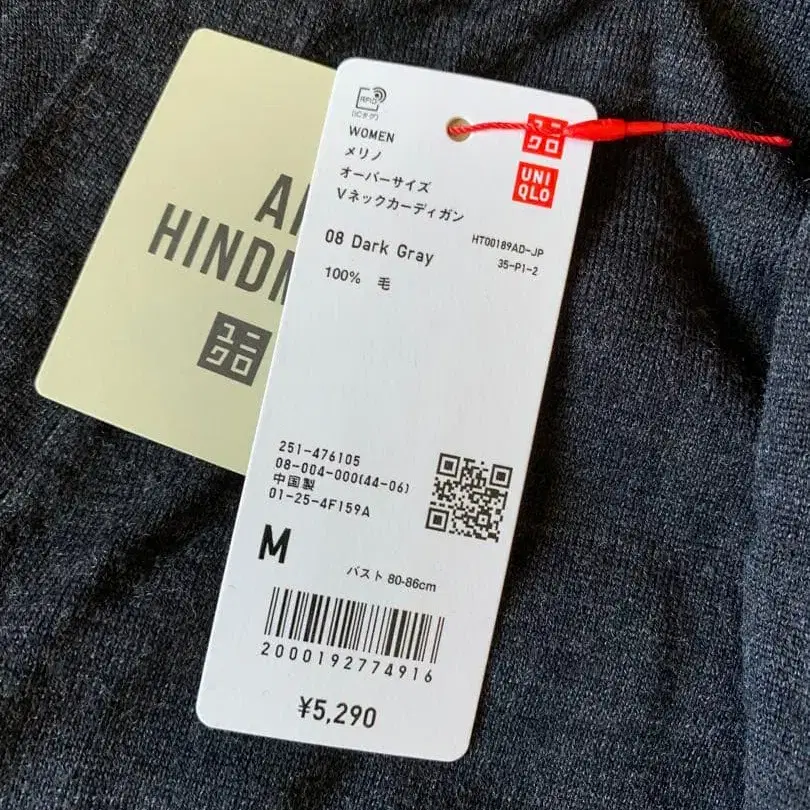 HINDM
ユニ
クロ
RFID
(ICタグ)
WOMEN
メリノ
オーバーサイズ
Vネックカーディガン
ユニ
クロ
UNI
QLO
08 Dark Gray
HT00189AD-JP
35-P1-2
100% 毛
251-476105
08-004-000(44-06)
中国製
01-25-4F159A
M
バスト 80-86cm
2000192774916
¥5,290